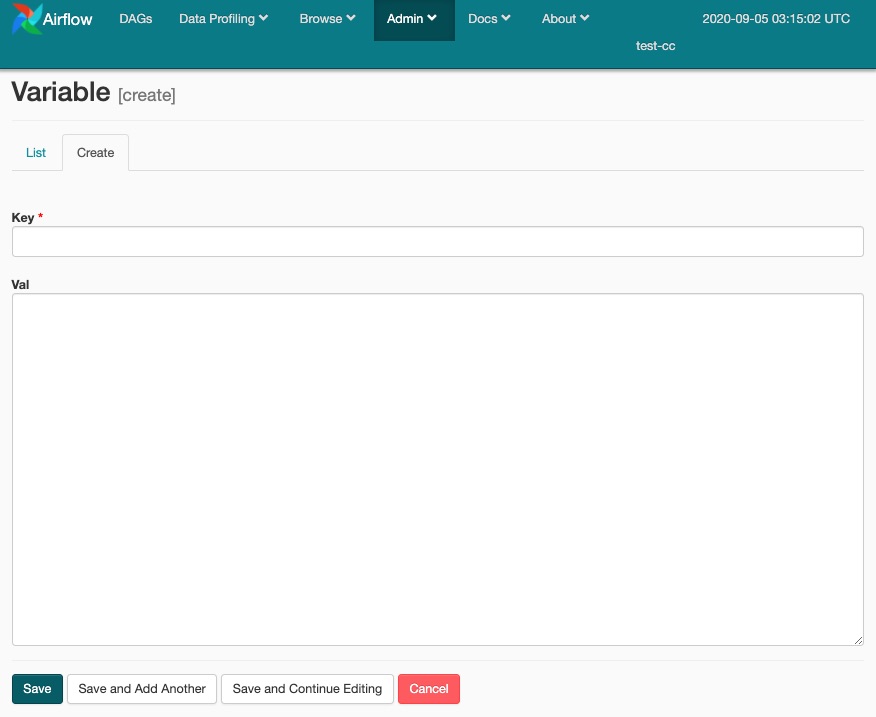 Airflow DAGs Data Profiling Browse Admin Docs About 2020-09-05 03:15:02 UTC
test-cc
Variable [create]
List Create
Key *
Val
Save Save and Add Another Save and Continue Editing Cancel